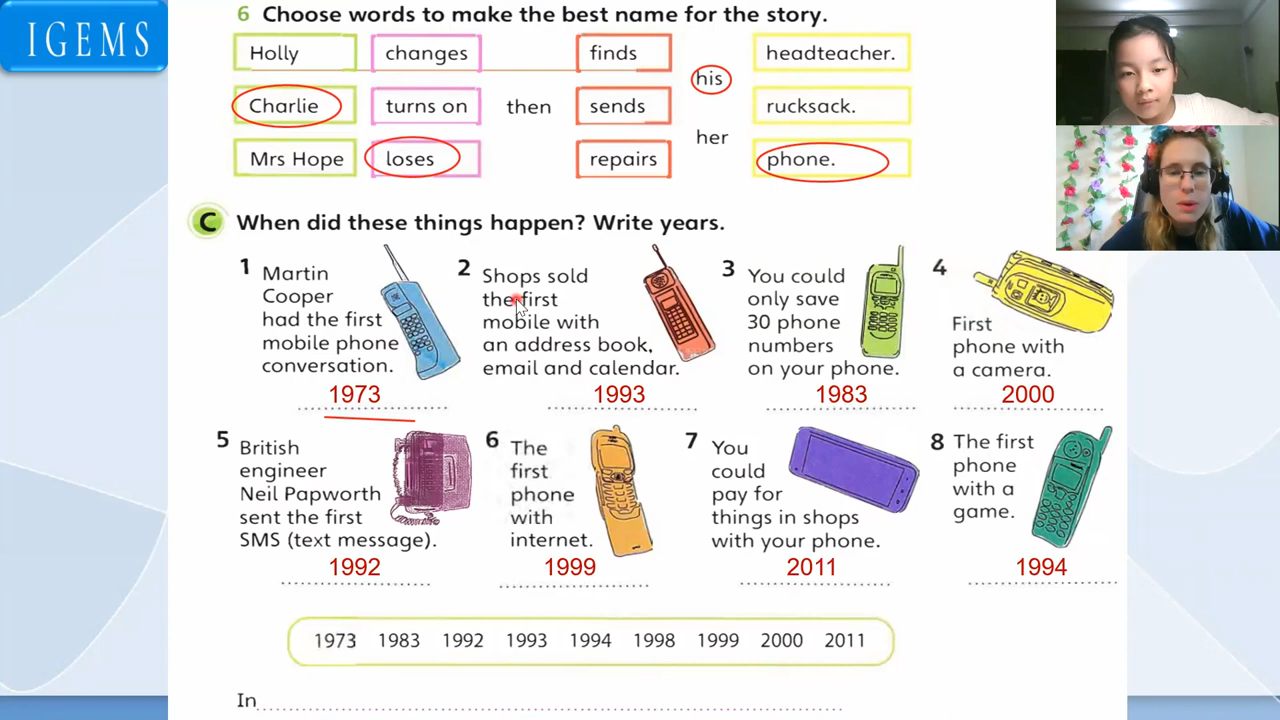 IGEMS
6 Choose words to make the best name for the story.
Holly changes finds headteacher.
his
Charlie turns on then sends rucksack.
her
Mrs Hope loses repairs phone.
C When did these things happen? Write years.
1 Martin
Cooper
had the first
mobile phone
conversation.
1973
2 Shops sold
the first
mobile with
an address book,
email and calendar.
1993
3 You could
only save
30 phone
numbers
on your phone.
1983
4 First
phone with
a camera.
2000
5 British
engineer
Neil Papworth
sent the first
SMS (text message).
1992
6 The
first
phone
with
internet.
1999
7 You
could
pay for
things in shops
with your phone.
2011
8 The first
phone
with a
game.
1994
1973 1983 1992 1993 1994 1998 1999 2000 2011
In